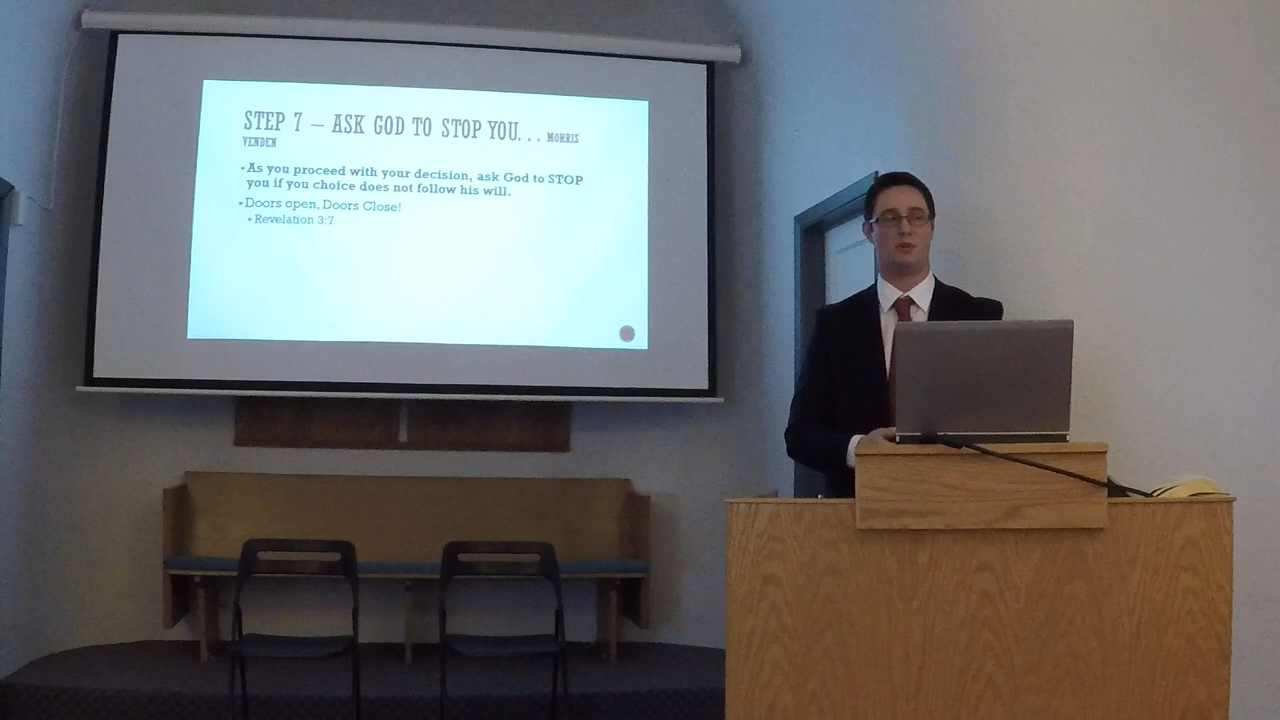 STEP 7 – ASK GOD TO STOP YOU. . . MORRIS
VENDEN
• As you proceed with your decision, ask God to STOP
you if you choice does not follow his will.
• Doors open, Doors Close!
• Revelation 3:7